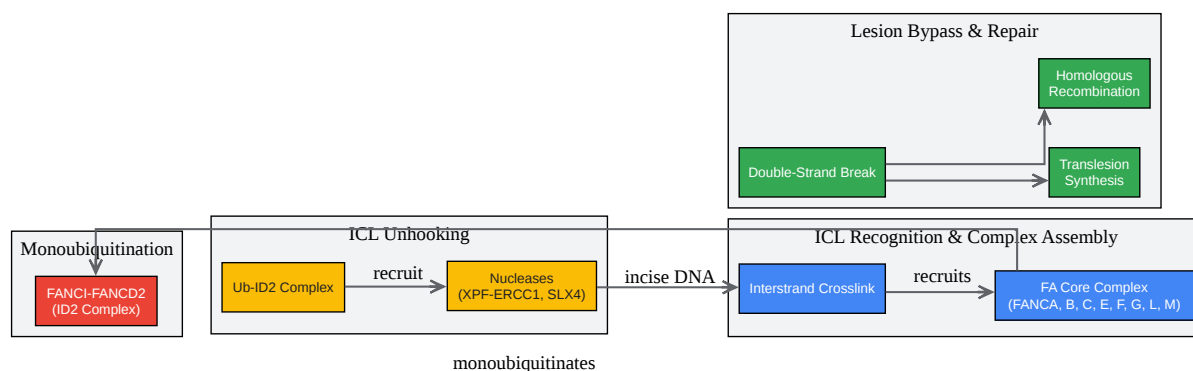 Lesion Bypass & Repair
Homologous
Recombination
Double-Strand Break
Translesion
Synthesis
Monoubiquitination
FANCI-FANCD2
(ID2 Complex)
ICL Unhooking
Ub-ID2 Complex
recruit
Nucleases
(XPF-ERCC1, SLX4)
incise DNA
ICL Recognition & Complex Assembly
Interstrand Crosslink
recruits
FA Core Complex
(FANCA, B, C, E, F, G, L, M)
monoubiquitinates